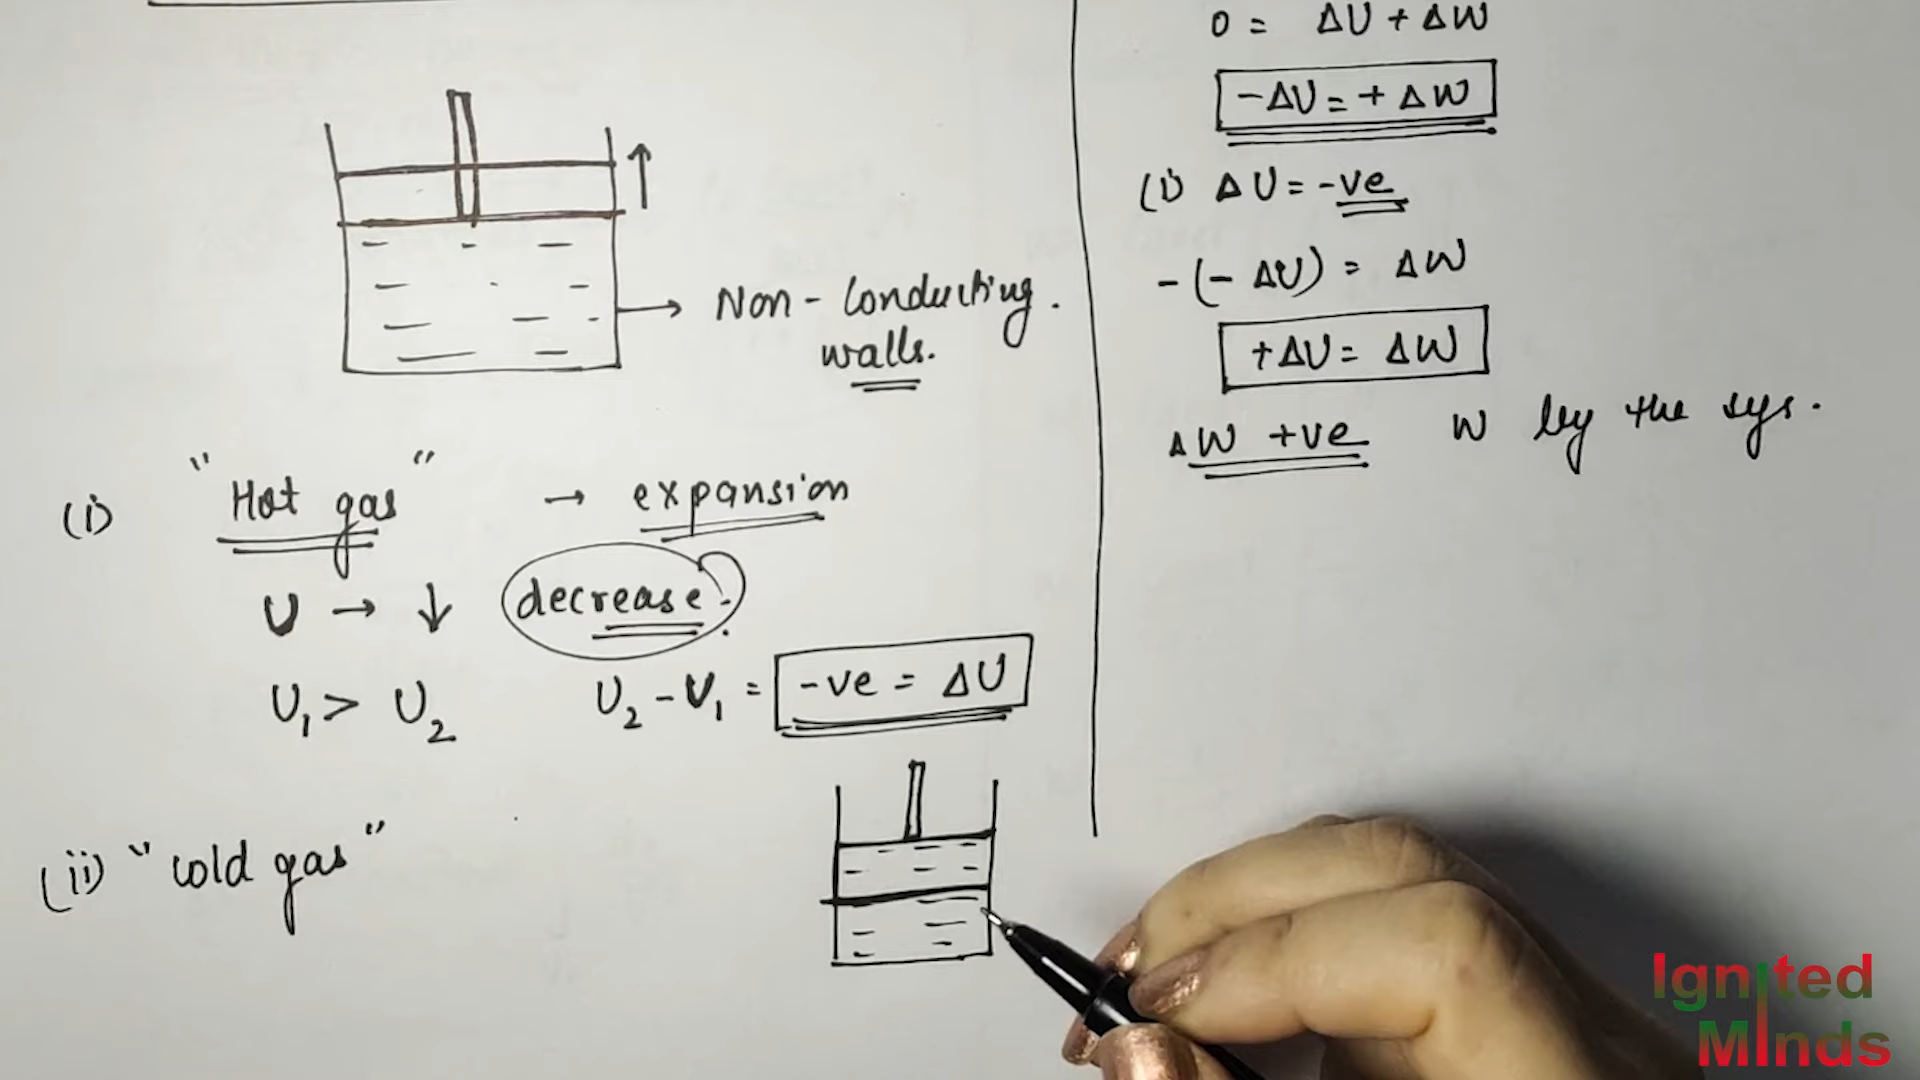 Non-Conducting.
walls.
(i) "Hot gas" → expansion
U → ↓ decrease.
U₁ > U₂ U₂ - U₁ = -ve = ΔU
(ii) "Cold gas"
0 = ΔU + ΔW
-ΔU = + ΔW
(i) ΔU = -ve
-(-ΔU) = ΔW
+ΔU = ΔW
ΔW +ve W by the sys.
Ignited
Minds